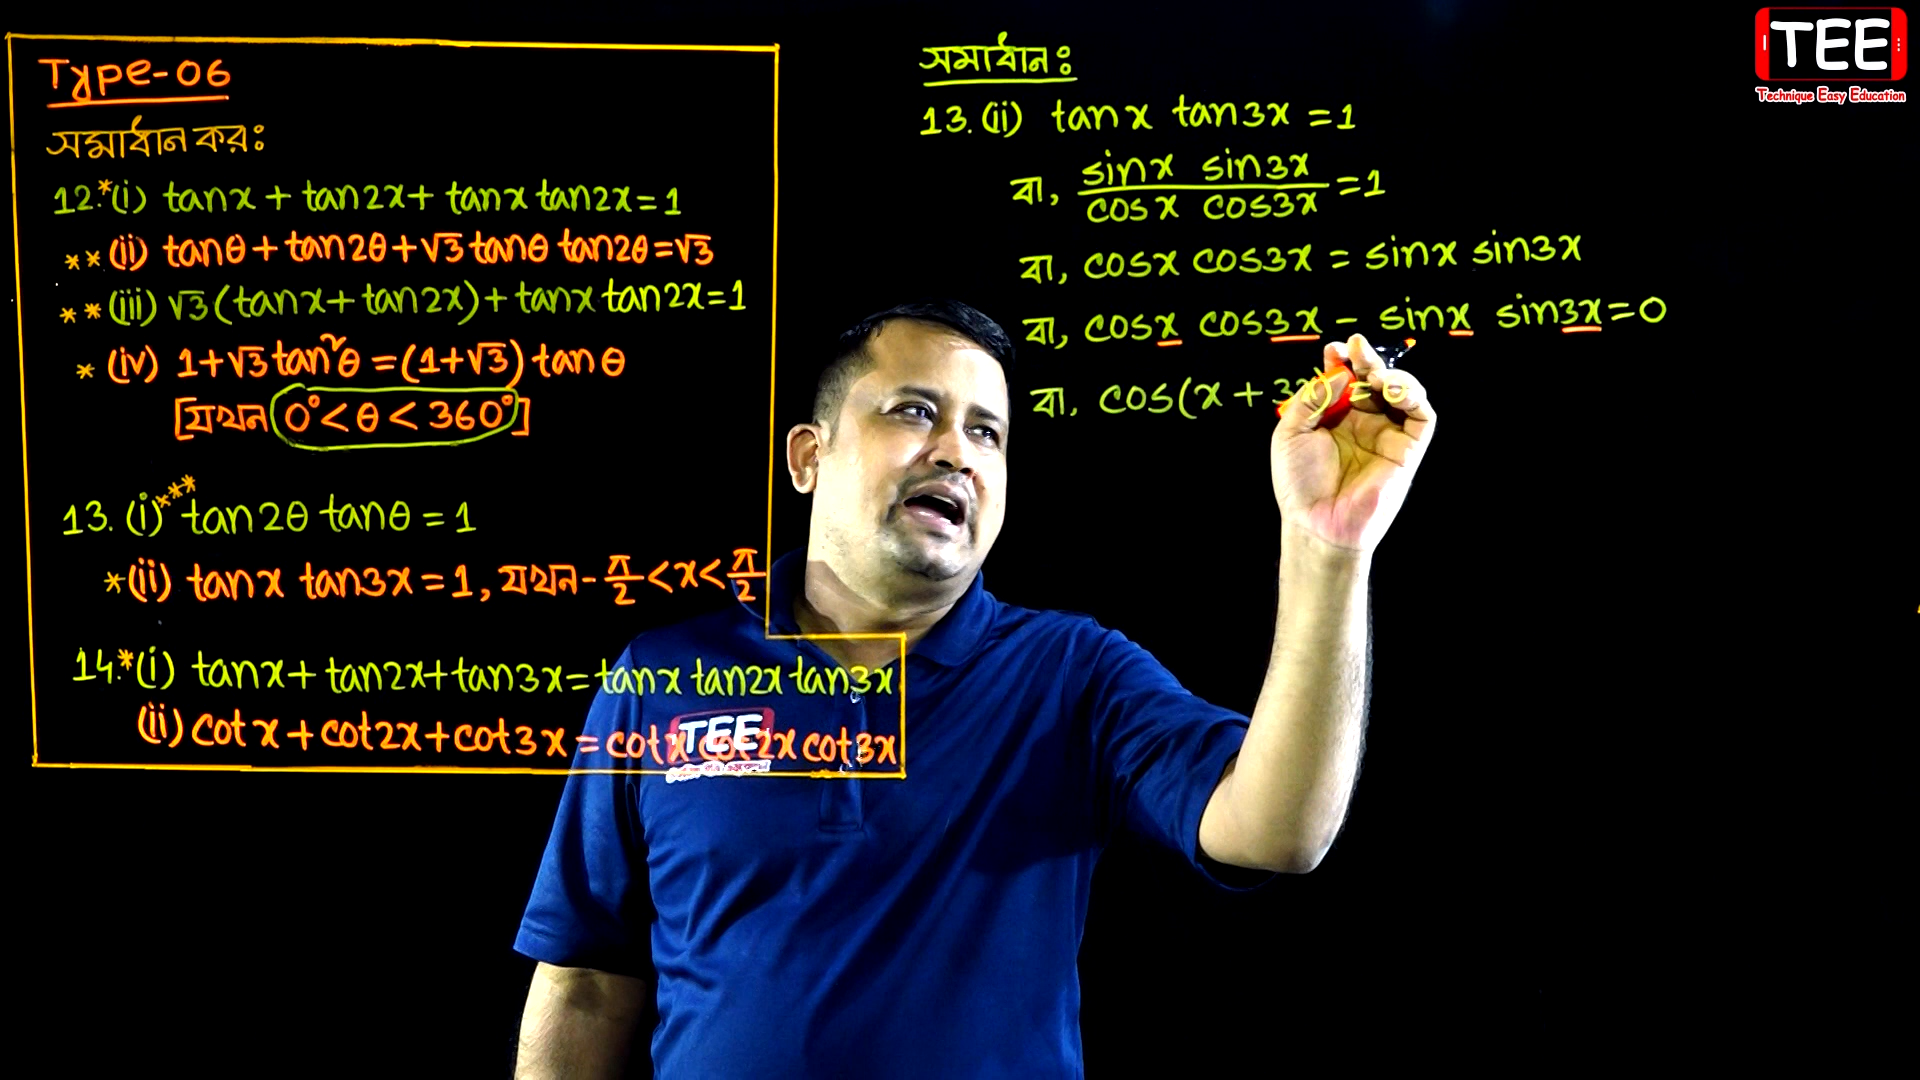 Type-06
সমাধান করঃ
12.*(i) tanx + tan2x + tanx tan2x = 1
**(ii) tanθ + tan2θ + √3 tanθ tan2θ = √3
**(iii) √3 (tanx + tan2x) + tanx tan2x = 1
*(iv) 1 + √3 tan²θ = (1 + √3) tanθ
[যখন 0° < θ < 360°]
13. (i)*** tan2θ tanθ = 1
*(ii) tanx tan3x = 1, যখন -π/2 < x < π/2
14.*(i) tanx + tan2x + tan3x = tanx tan2x tan3x
(ii) cotx + cot2x + cot3x = cotx cot2x cot3x
সমাধানঃ
13. (ii) tanx tan3x = 1
বা, sinx sin3x / cosx cos3x = 1
বা, cosx cos3x = sinx sin3x
বা, cosx cos3x - sinx sin3x = 0
বা, cos(x + 3x) = 0
TEE
Technique Easy Education
TEE